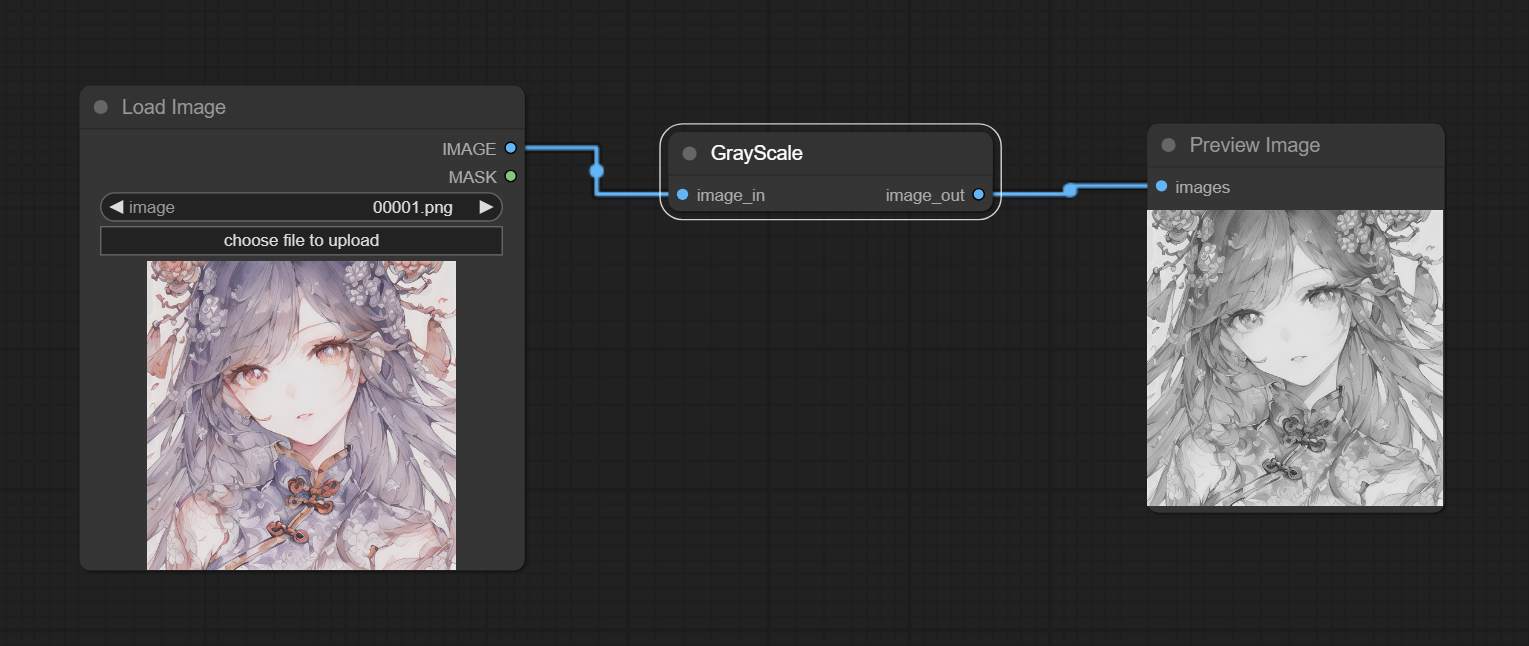 Load Image
IMAGE
MASK
image 00001.png
choose file to upload
GrayScale
image_in image_out
Preview Image
images